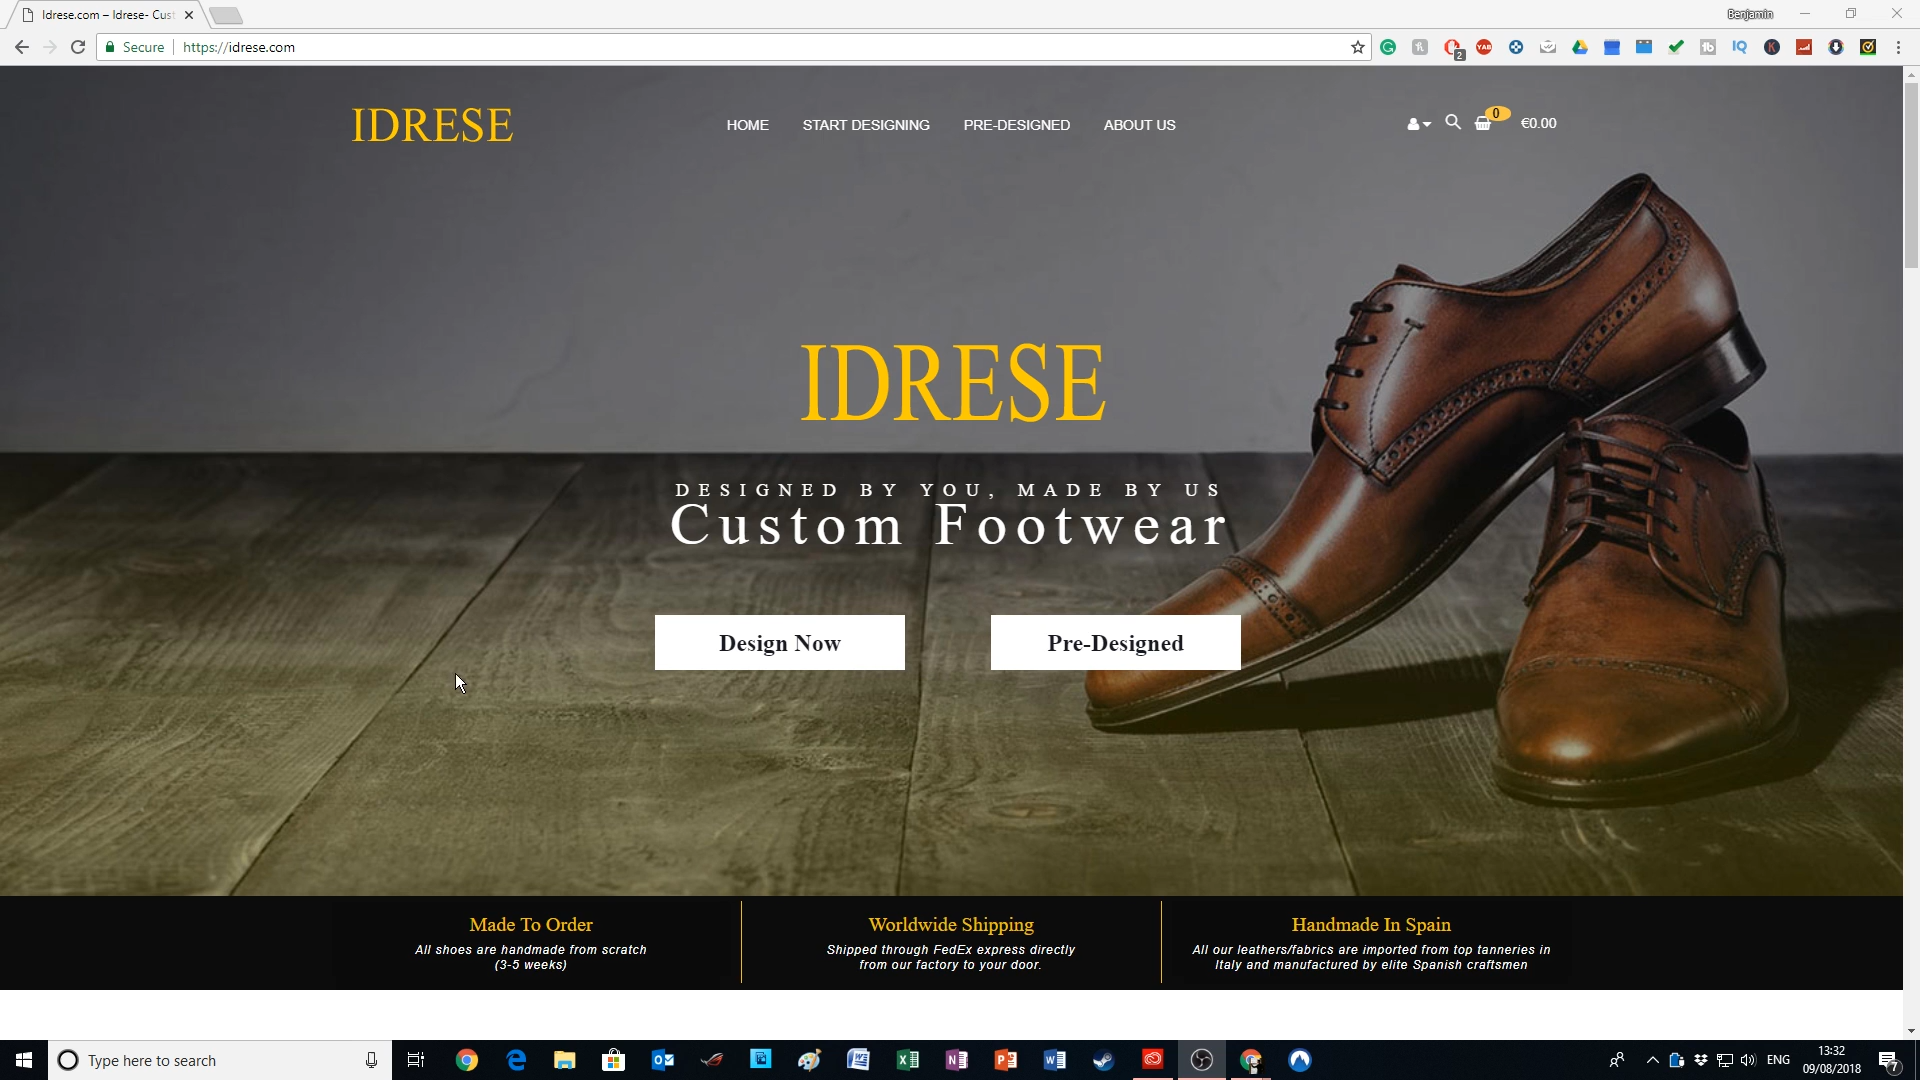 Idrese.com – Idrese- Cus
Benjamin
Secure
https://idrese.com
2
YAB
IDRESE
HOME
START DESIGNING
PRE-DESIGNED
ABOUT US
0
€0.00
IDRESE
DESIGNED BY YOU, MADE BY US
Custom Footwear
Design Now
Pre-Designed
Made To Order
All shoes are handmade from scratch
(3-5 weeks)
Worldwide Shipping
Shipped through FedEx express directly
from our factory to your door.
Handmade In Spain
All our leathers/fabrics are imported from top tanneries in
Italy and manufactured by elite Spanish craftsmen
Type here to search
ENG
13:32
09/08/2018
7